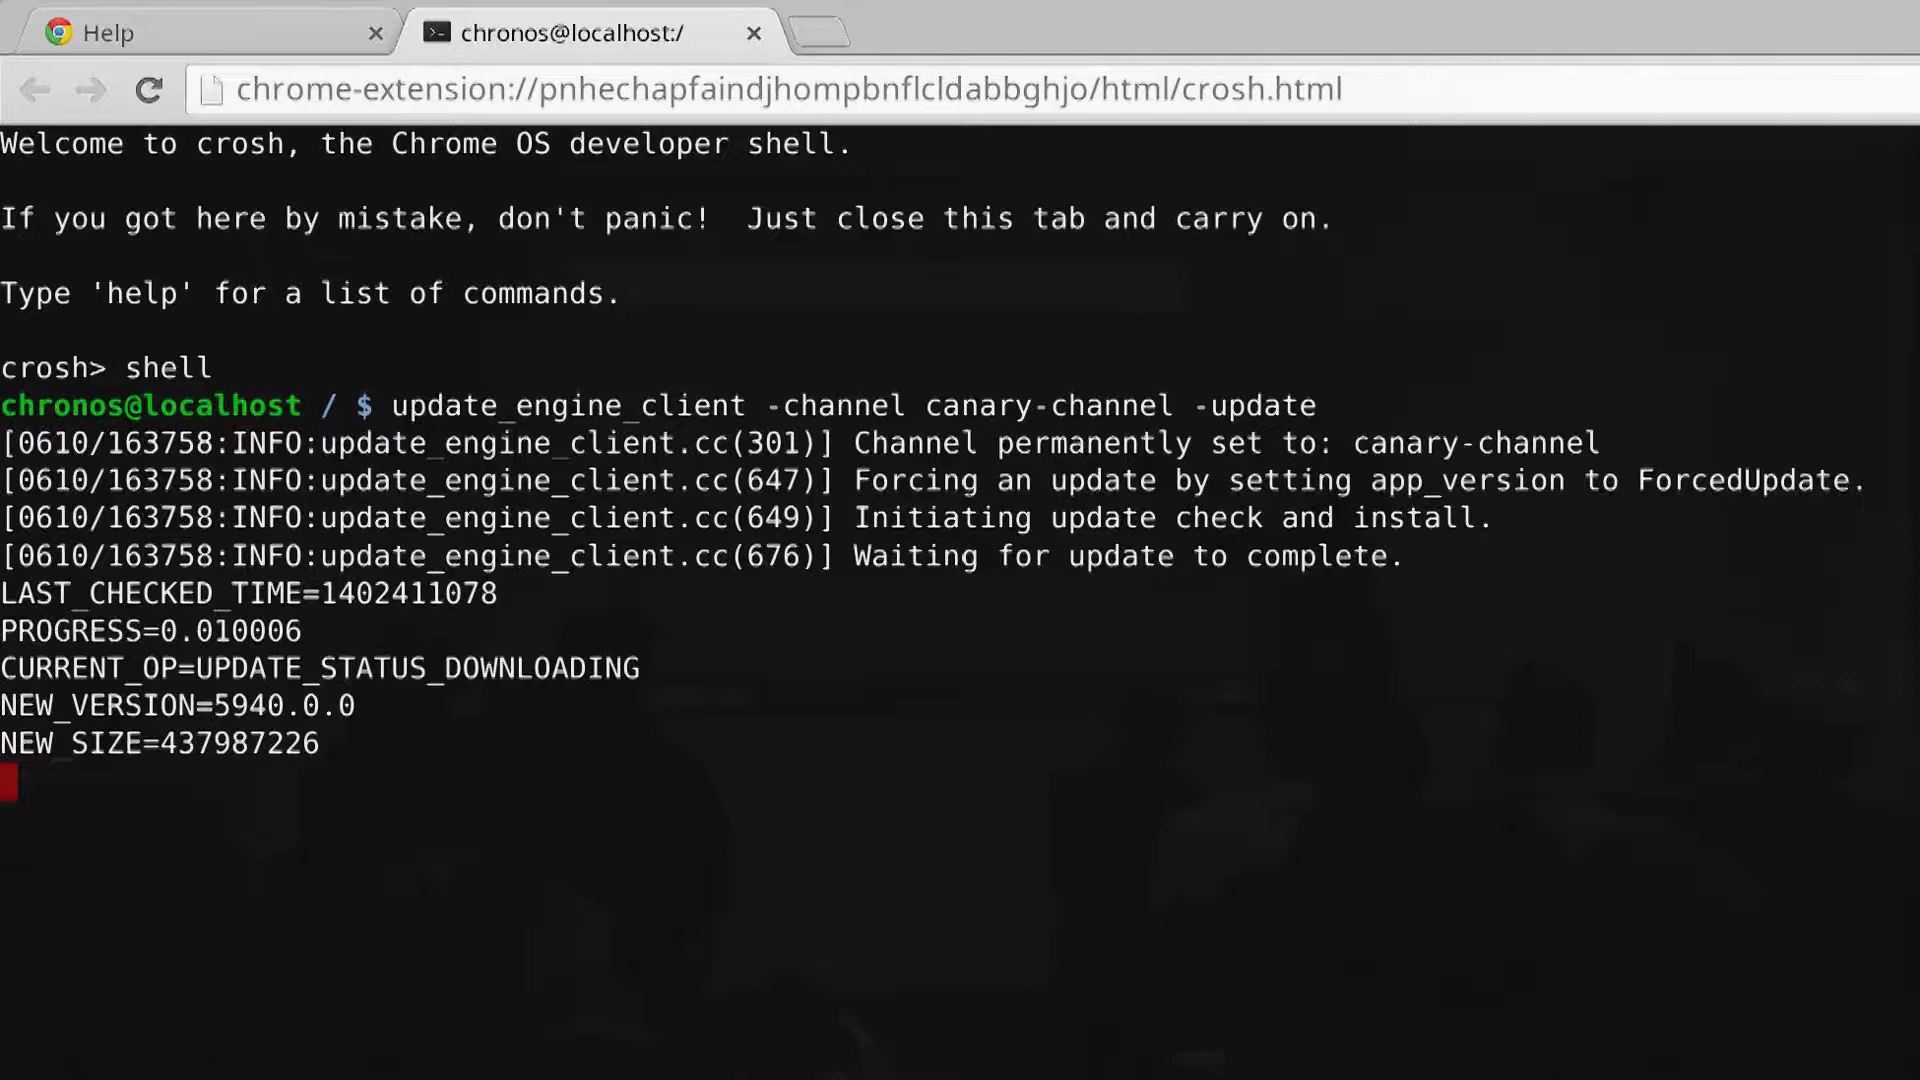 Help
chronos@localhost:/
chrome-extension://pnhechapfaindjhompbnflcldabbghjo/html/crosh.html
Welcome to crosh, the Chrome OS developer shell.
If you got here by mistake, don't panic!  Just close this tab and carry on.
Type 'help' for a list of commands.
crosh> shell
chronos@localhost / $ update_engine_client -channel canary-channel -update
[0610/163758:INFO:update_engine_client.cc(301)] Channel permanently set to: canary-channel
[0610/163758:INFO:update_engine_client.cc(647)] Forcing an update by setting app_version to ForcedUpdate.
[0610/163758:INFO:update_engine_client.cc(649)] Initiating update check and install.
[0610/163758:INFO:update_engine_client.cc(676)] Waiting for update to complete.
LAST_CHECKED_TIME=1402411078
PROGRESS=0.010006
CURRENT_OP=UPDATE_STATUS_DOWNLOADING
NEW_VERSION=5940.0.0
NEW_SIZE=437987226